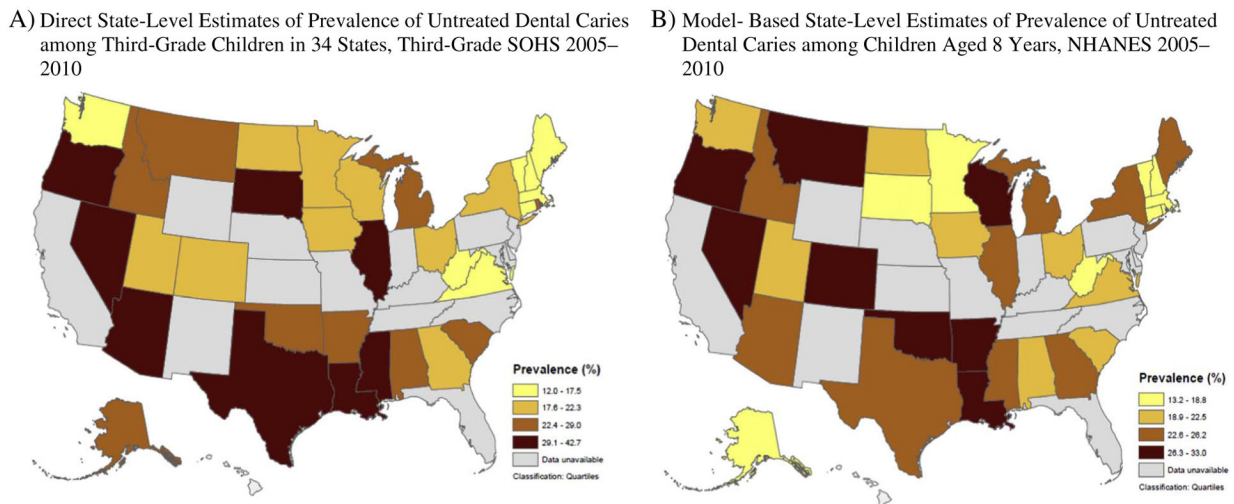 A) Direct State-Level Estimates of Prevalence of Untreated Dental Caries
among Third-Grade Children in 34 States, Third-Grade SOHS 2005–
2010
Prevalence (%)
12.0 - 17.5
17.6 - 22.3
22.4 - 29.0
29.1 - 42.7
Data unavailable
Classification: Quartiles
B) Model- Based State-Level Estimates of Prevalence of Untreated
Dental Caries among Children Aged 8 Years, NHANES 2005–
2010
Prevalence (%)
13.2 - 18.8
18.9 - 22.5
22.6 - 26.2
26.3 - 33.0
Data unavailable
Classification: Quartiles